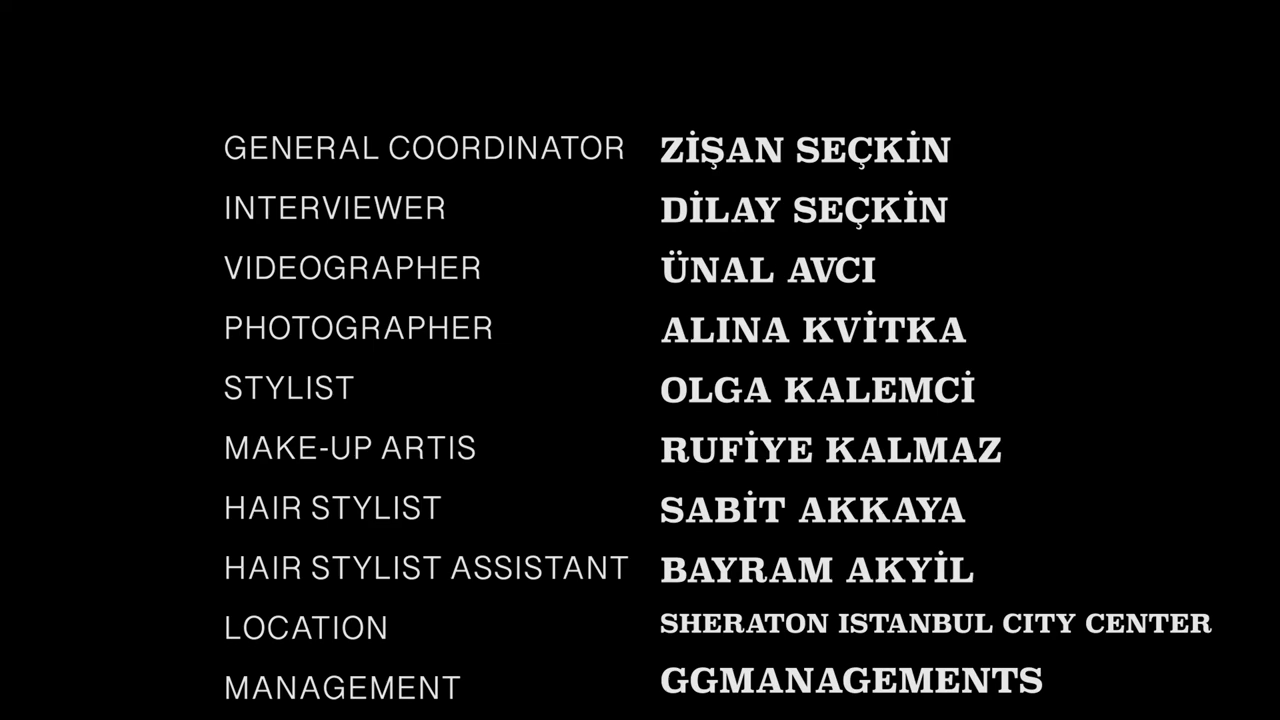 GENERAL COORDINATOR ZİŞAN SEÇKİN
INTERVIEWER DİLAY SEÇKİN
VIDEOGRAPHER ÜNAL AVCI
PHOTOGRAPHER ALINA KVİTKA
STYLIST OLGA KALEMCİ
MAKE-UP ARTIS RUFİYE KALMAZ
HAIR STYLIST SABİT AKKAYA
HAIR STYLIST ASSISTANT BAYRAM AKYİL
LOCATION SHERATON ISTANBUL CITY CENTER
MANAGEMENT GGMANAGEMENTS